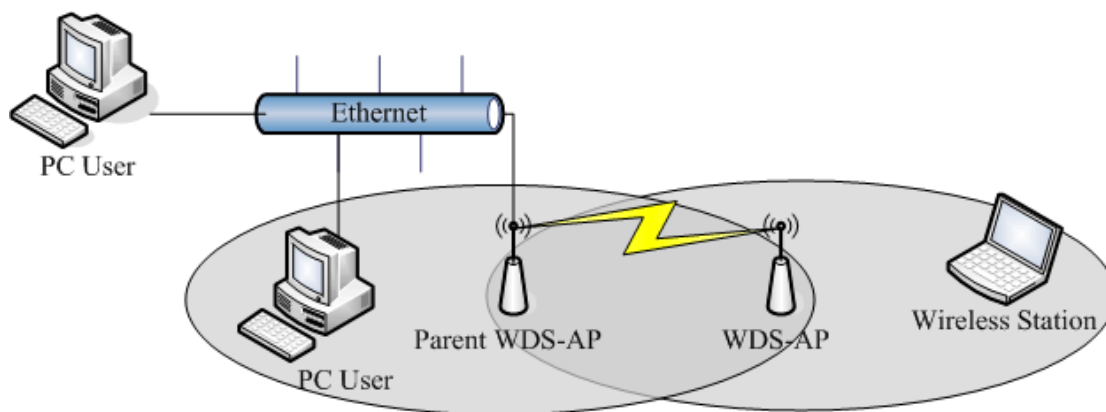 Ethernet
PC User
Parent WDS-AP
WDS-AP
Wireless Station
PC User